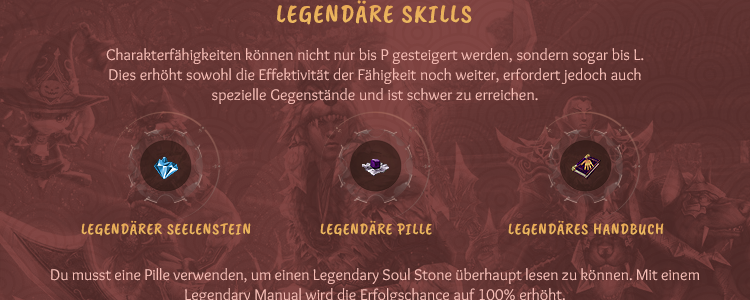 LEGENDÄRE SKILLS
Charakterfähigkeiten können nicht nur bis P gesteigert werden, sondern sogar bis L.
Dies erhöht sowohl die Effektivität der Fähigkeit noch weiter, erfordert jedoch auch
spezielle Gegenstände und ist schwer zu erreichen.
LEGENDÄRER SEELENSTEIN
LEGENDÄRE PILLE
LEGENDÄRES HANDBUCH
Du musst eine Pille verwenden, um einen Legendary Soul Stone überhaupt lesen zu können. Mit einem
Legendary Manual wird die Erfolgschance auf 100% erhöht.